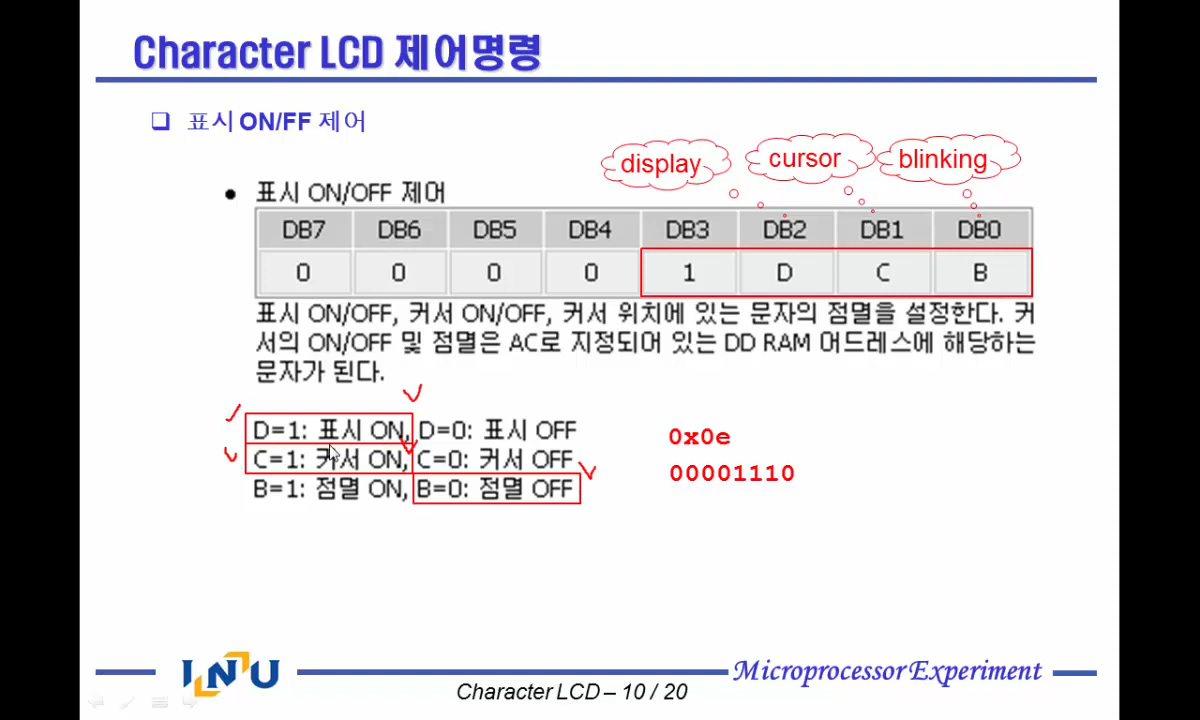 Character LCD 제어명령
❑ 표시 ON/FF 제어
display cursor blinking
● 표시 ON/OFF 제어
DB7 DB6 DB5 DB4 DB3 DB2 DB1 DB0
0 0 0 0 1 D C B
표시 ON/OFF, 커서 ON/OFF, 커서 위치에 있는 문자의 점멸을 설정한다. 커
서의 ON/OFF 및 점멸은 AC로 지정되어 있는 DD RAM 어드레스에 해당하는
문자가 된다.
D=1: 표시 ON, D=0: 표시 OFF
C=1: 커서 ON, C=0: 커서 OFF
B=1: 점멸 ON, B=0: 점멸 OFF
0x0e
00001110
INU
Microprocessor Experiment
Character LCD – 10 / 20